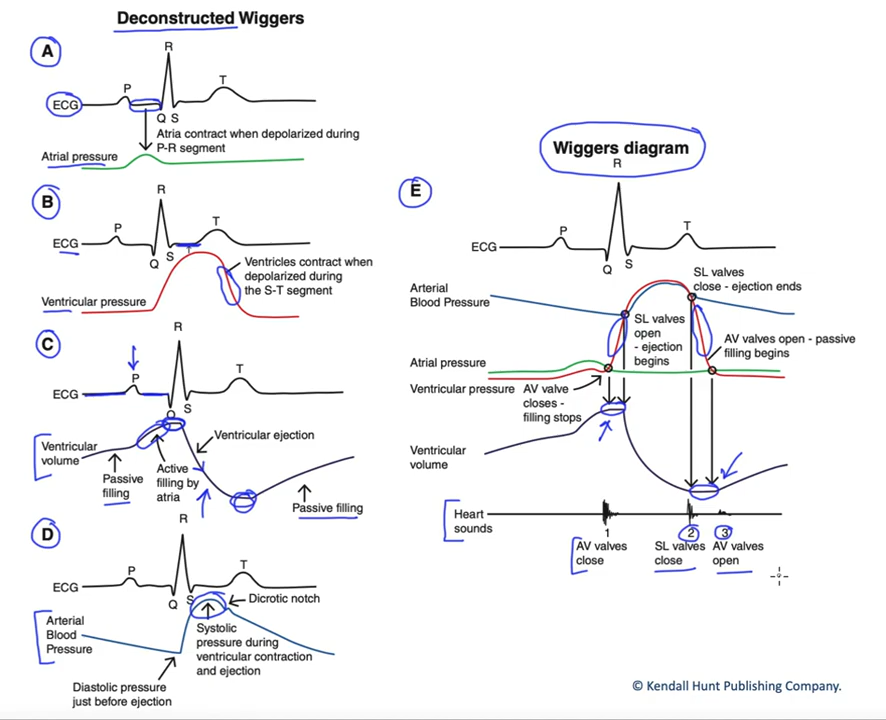 Deconstructed Wiggers
A
R
P
T
ECG
Q S
Atria contract when depolarized during
P-R segment
Atrial pressure
B
R
P
T
ECG
Q
S
Ventricles contract when
depolarized during
the S-T segment
Ventricular pressure
C
R
P
T
ECG
Q
S
Ventricular
volume
Ventricular ejection
Passive
filling
Active
filling by
atria
Passive filling
D
R
P
T
ECG
Q
S
Dicrotic notch
Arterial
Blood
Pressure
Systolic
pressure during
ventricular contraction
and ejection
Diastolic pressure
just before ejection
Wiggers diagram
E
R
P
T
ECG
Q
S
SL valves
close - ejection ends
Arterial
Blood Pressure
SL valves
open
- ejection
begins
AV valves open - passive
filling begins
Atrial pressure
Ventricular pressure
AV valve
closes -
filling stops
Ventricular
volume
Heart
sounds
1
2
3
AV valves
close
SL valves
close
AV valves
open
© Kendall Hunt Publishing Company.